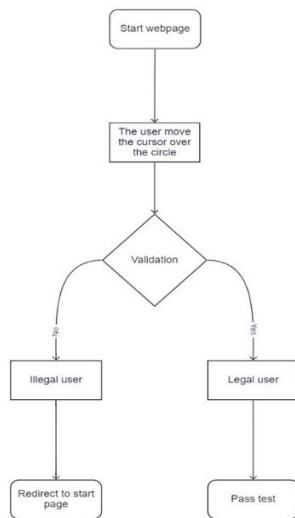 Start webpage
The user move
the cursor over
the circle
Validation
No
Yes
Illegal user
Legal user
Redirect to start
page
Pass test